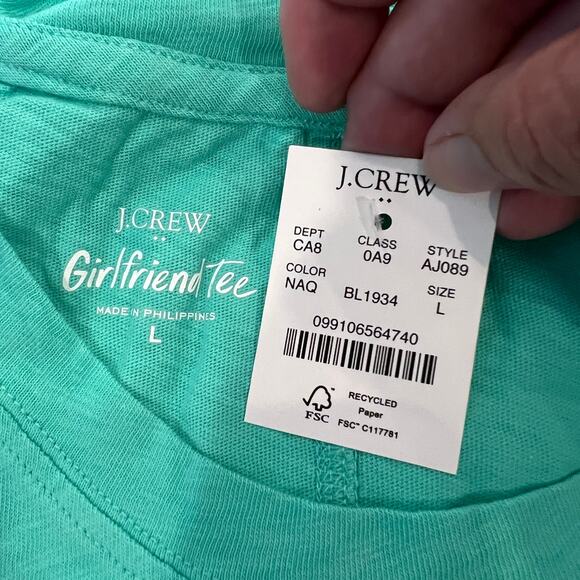 J.CREW
Girlfriend Tee
MADE IN PHILIPPINES
L
J.CREW
DEPT CLASS STYLE
CA8 0A9 AJ089
COLOR SIZE
NAQ BL1934 L
099106564740
FSC
RECYCLED
Paper
FSC™ C117781